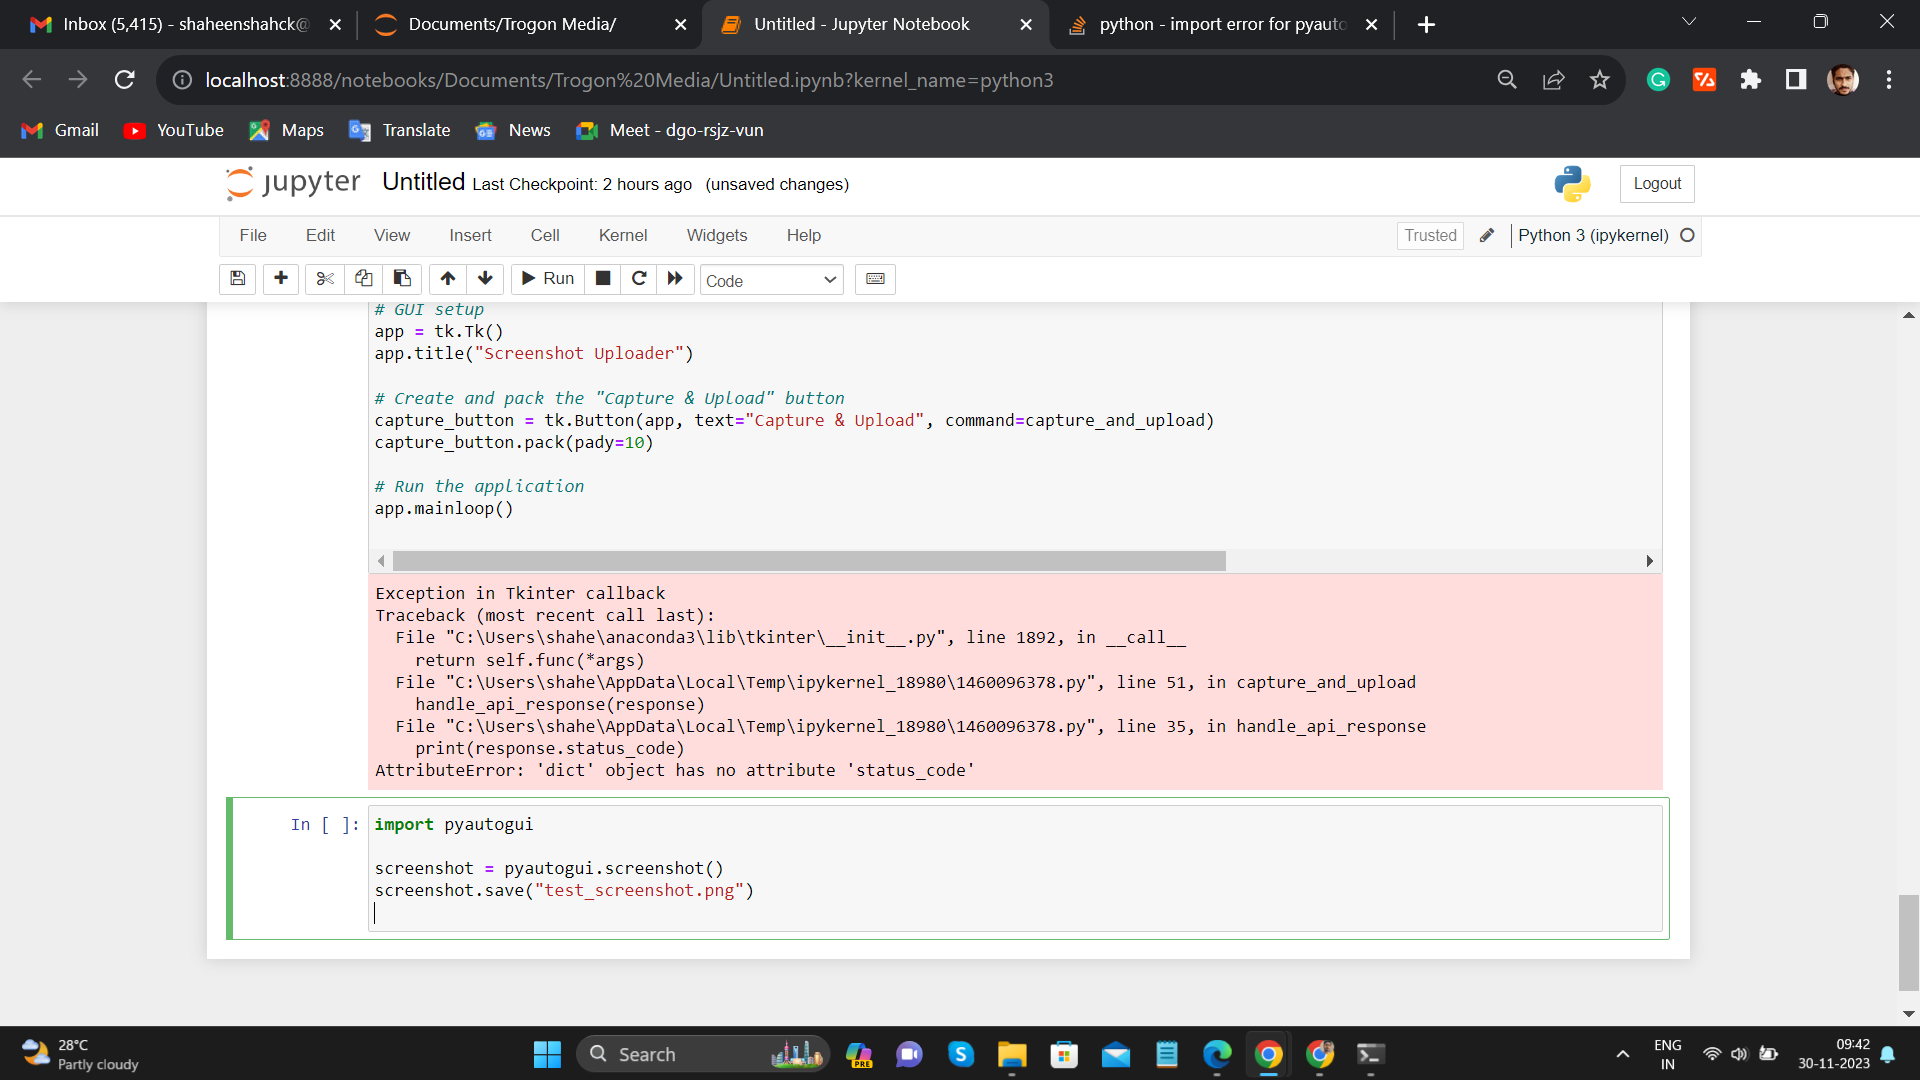 Inbox (5,415) - shaheenshahck@
Documents/Trogon Media/
Untitled - Jupyter Notebook
python - import error for pyauto
localhost:8888/notebooks/Documents/Trogon%20Media/Untitled.ipynb?kernel_name=python3
Gmail YouTube Maps Translate News Meet - dgo-rsjz-vun
jupyter Untitled Last Checkpoint: 2 hours ago (unsaved changes)
Logout
File Edit View Insert Cell Kernel Widgets Help
Trusted Python 3 (ipykernel)
Run Code
# GUI setup
app = tk.Tk()
app.title("Screenshot Uploader")
# Create and pack the "Capture & Upload" button
capture_button = tk.Button(app, text="Capture & Upload", command=capture_and_upload)
capture_button.pack(pady=10)
# Run the application
app.mainloop()
Exception in Tkinter callback
Traceback (most recent call last):
  File "C:\Users\shahe\anaconda3\lib\tkinter\__init__.py", line 1892, in __call__
    return self.func(*args)
  File "C:\Users\shahe\AppData\Local\Temp\ipykernel_18980\1460096378.py", line 51, in capture_and_upload
    handle_api_response(response)
  File "C:\Users\shahe\AppData\Local\Temp\ipykernel_18980\1460096378.py", line 35, in handle_api_response
    print(response.status_code)
AttributeError: 'dict' object has no attribute 'status_code'
In [ ]: import pyautogui
screenshot = pyautogui.screenshot()
screenshot.save("test_screenshot.png")
28°C
Partly cloudy
Search
PRE
ENG
IN
09:42
30-11-2023